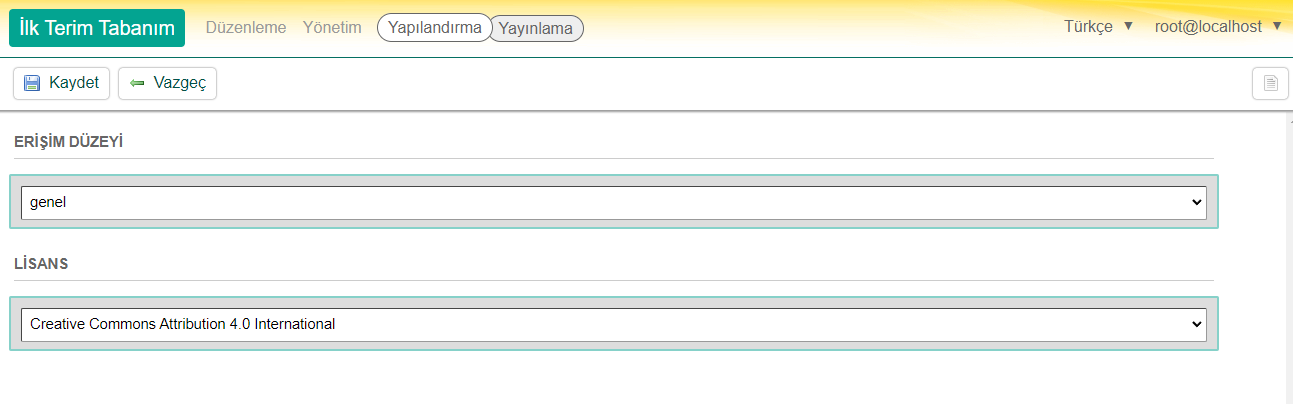 İlk Terim Tabanım Düzenleme Yönetim Yapılandırma Yayınlama Türkçe ▼ root@localhost ▼
Kaydet Vazgeç
ERİŞİM DÜZEYİ
genel
LİSANS
Creative Commons Attribution 4.0 International